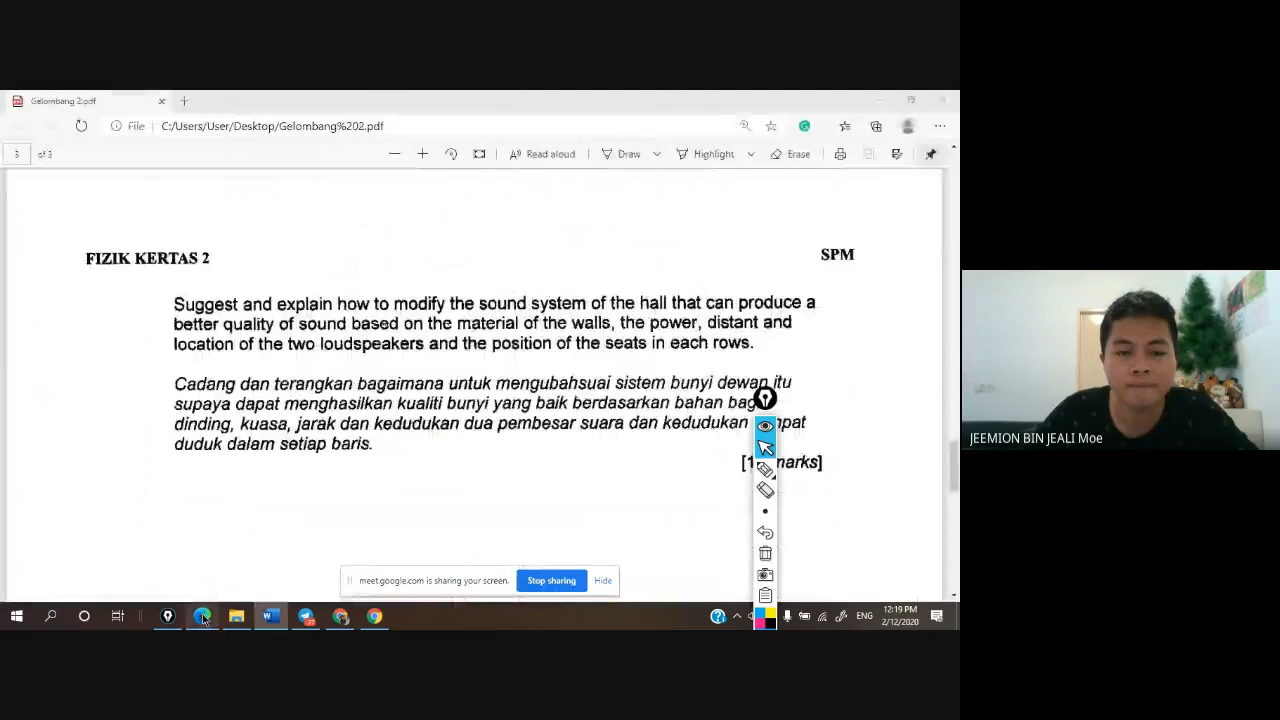 Gelombang 2.pdf
File
C:/Users/User/Desktop/Gelombang%202.pdf
3 of 3
Read aloud
Draw
Highlight
Erase
FIZIK KERTAS 2
SPM
Suggest and explain how to modify the sound system of the hall that can produce a
better quality of sound based on the material of the walls, the power, distant and
location of the two loudspeakers and the position of the seats in each rows.
Cadang dan terangkan bagaimana untuk mengubahsuai sistem bunyi dewan itu
supaya dapat menghasilkan kualiti bunyi yang baik berdasarkan bahan
dinding, kuasa, jarak dan kedudukan dua pembesar suara dan kedudukan
duduk dalam setiap baris.
JEEMION BIN JEALI Moe
meet.google.com is sharing your screen.
Stop sharing
Hide
ENG
12:19 PM
2/12/2020